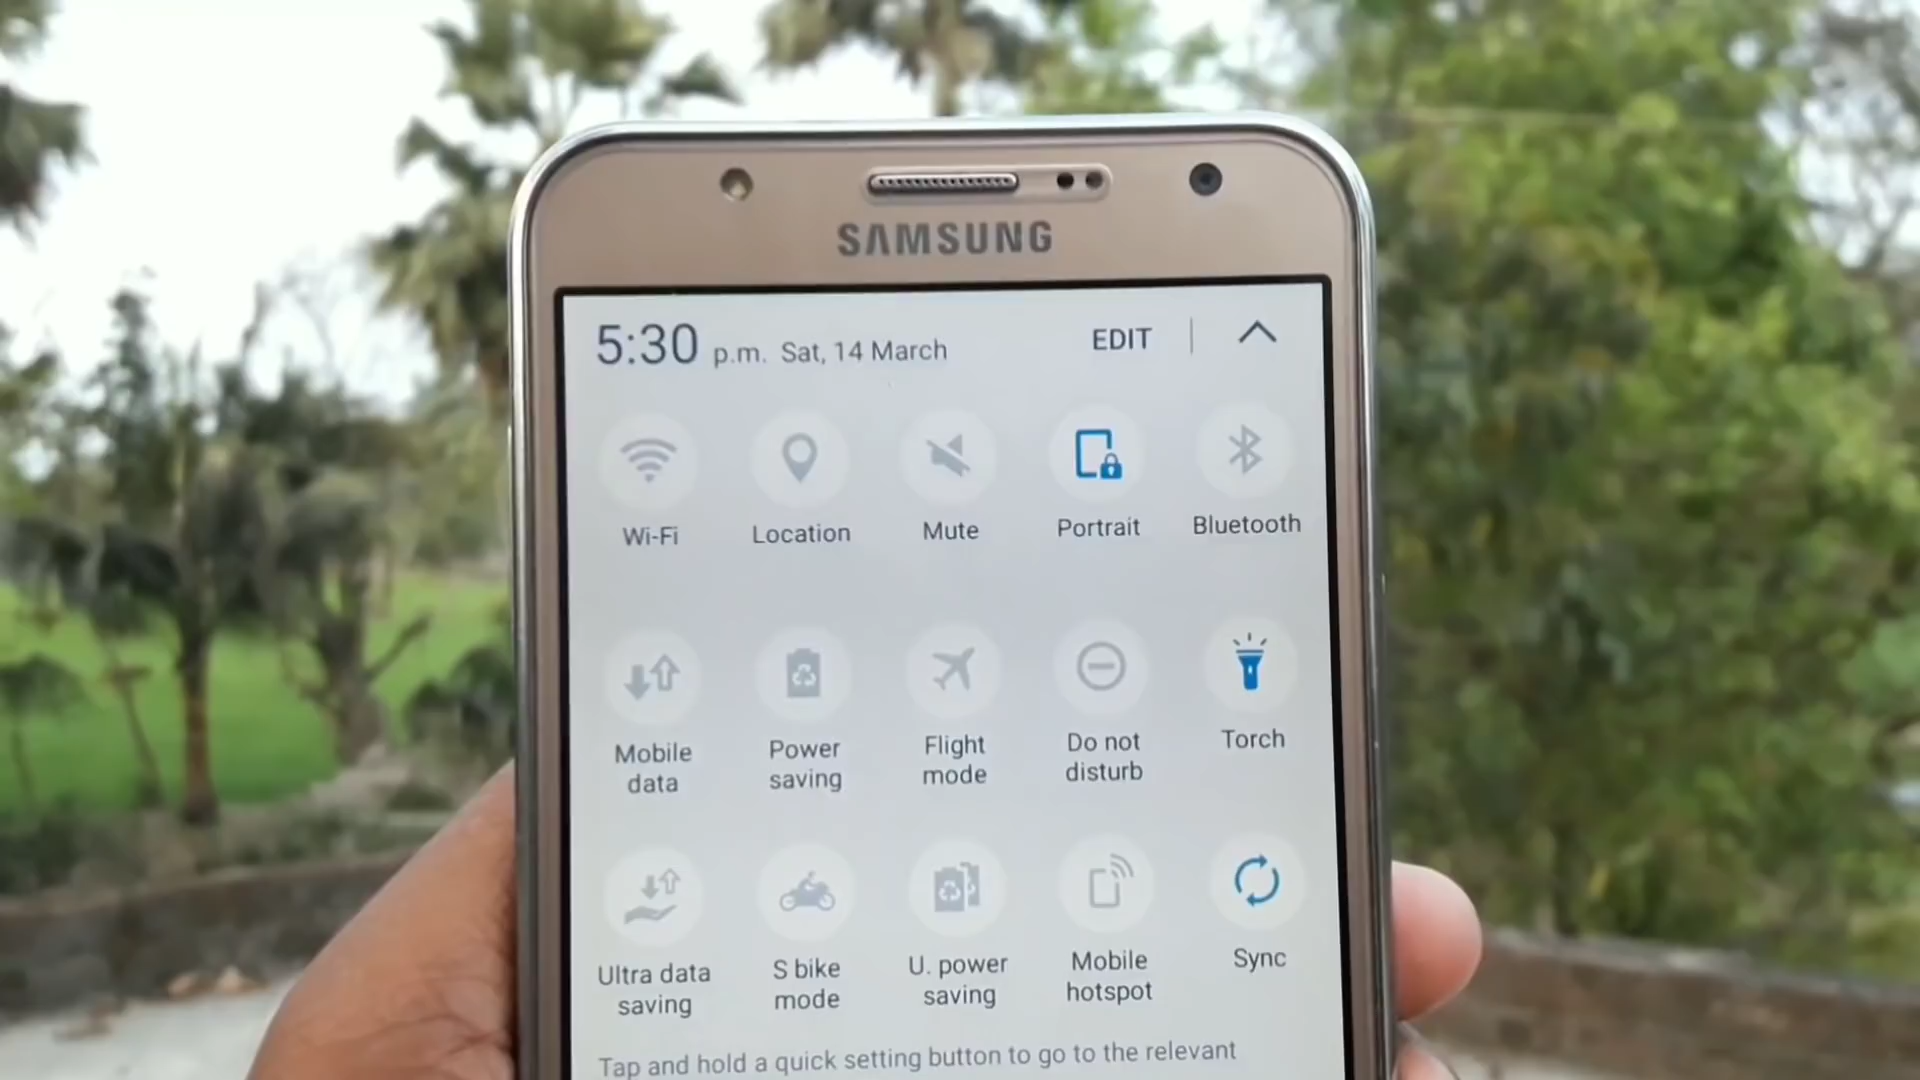 SAMSUNG
5:30 p.m. Sat, 14 March EDIT
Wi-Fi Location Mute Portrait Bluetooth
Mobile data Power saving Flight mode Do not disturb Torch
Ultra data saving S bike mode U. power saving Mobile hotspot Sync
Tap and hold a quick setting button to go to the relevant